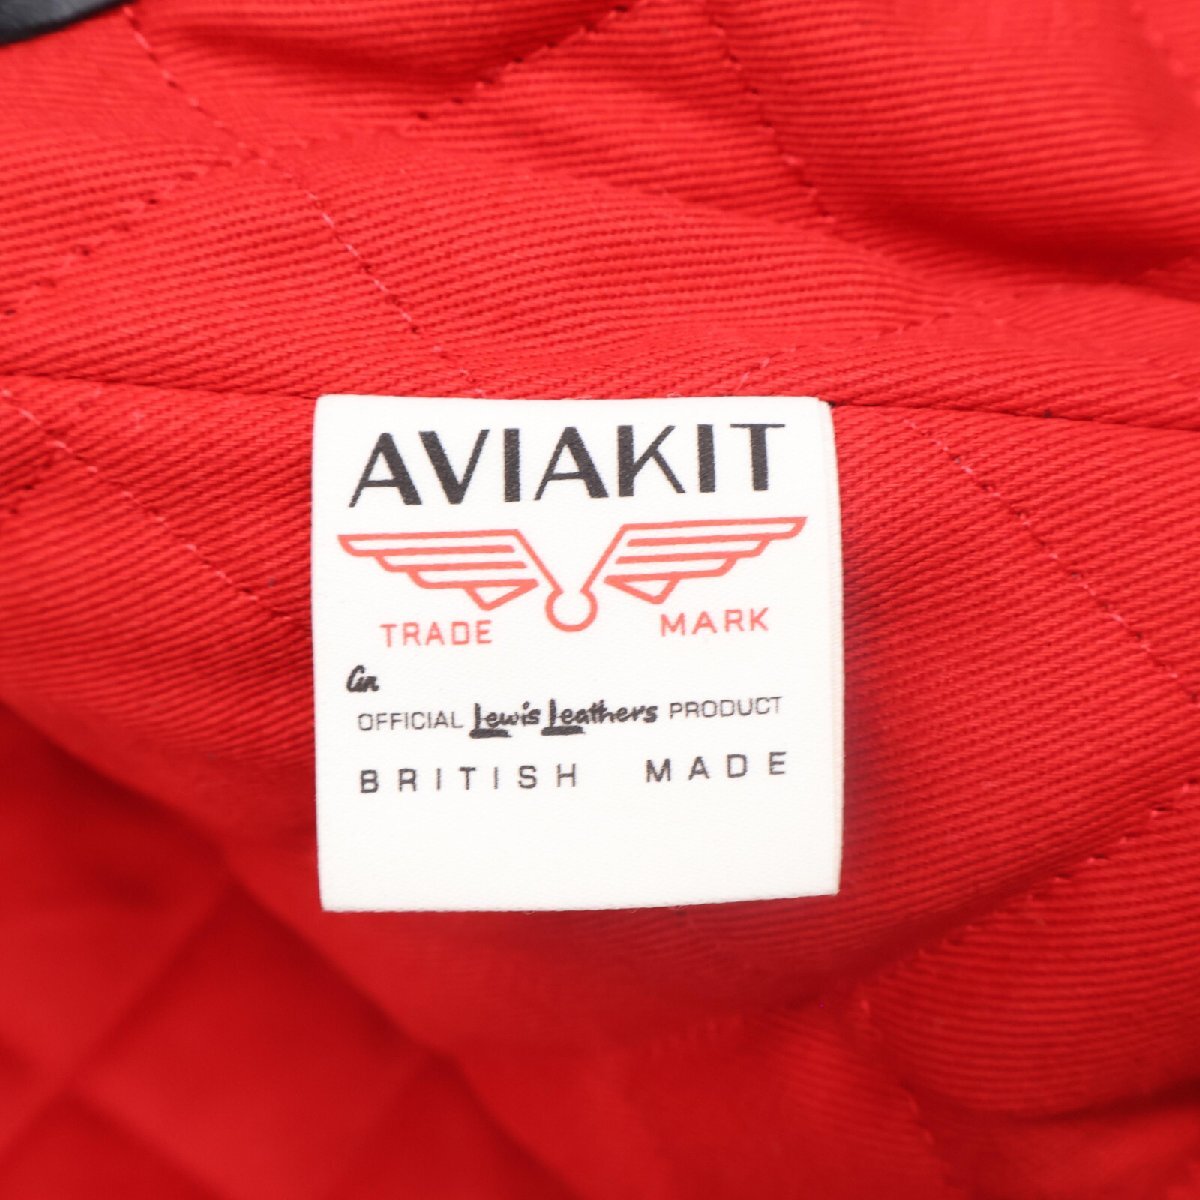 AVIAKIT
TRADE MARK
An
OFFICIAL Lewis Leathers PRODUCT
BRITISH MADE